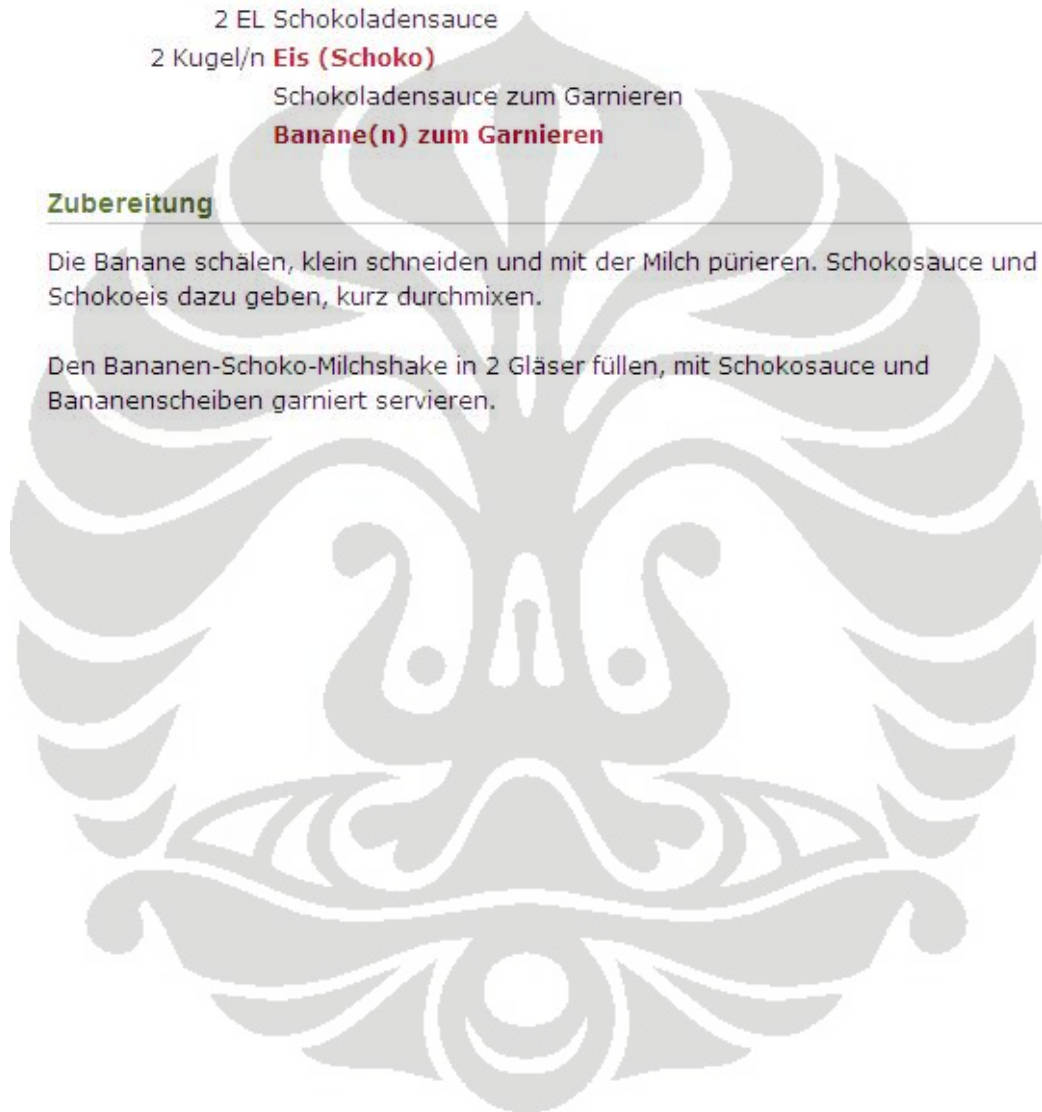 2 EL Schokoladensauce
2 Kugel/n Eis (Schoko)
Schokoladensauce zum Garnieren
Banane(n) zum Garnieren
Zubereitung
Die Banane schälen, klein schneiden und mit der Milch pürieren. Schokosauce und
Schokoeis dazu geben, kurz durchmixen.
Den Bananen-Schoko-Milchshake in 2 Gläser füllen, mit Schokosauce und
Bananenscheiben garniert servieren.